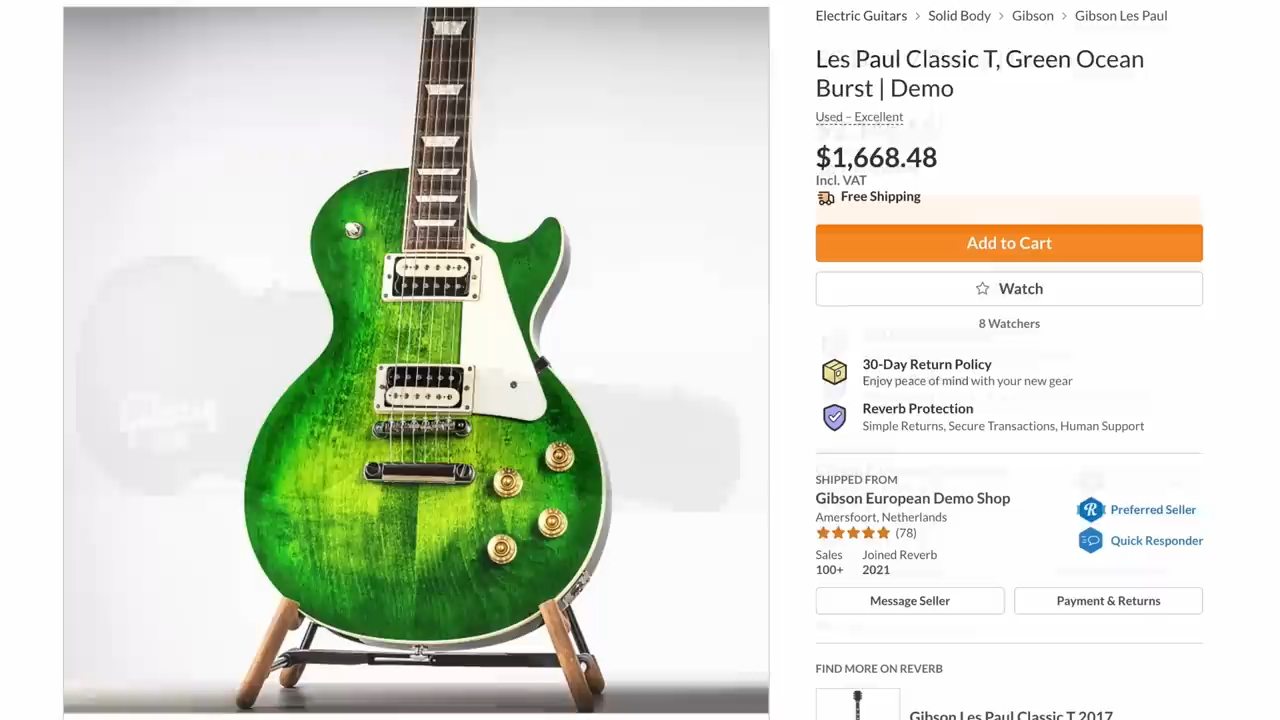 Electric Guitars > Solid Body > Gibson > Gibson Les Paul
Les Paul Classic T, Green Ocean
Burst | Demo
Used – Excellent
$1,668.48
Incl. VAT
Free Shipping
Add to Cart
Watch
8 Watchers
30-Day Return Policy
Enjoy peace of mind with your new gear
Reverb Protection
Simple Returns, Secure Transactions, Human Support
SHIPPED FROM
Gibson European Demo Shop
Amersfoort, Netherlands
(78)
Preferred Seller
Quick Responder
Sales
100+
Joined Reverb
2021
Message Seller
Payment & Returns
FIND MORE ON REVERB
Gibson Les Paul Classic T 2017